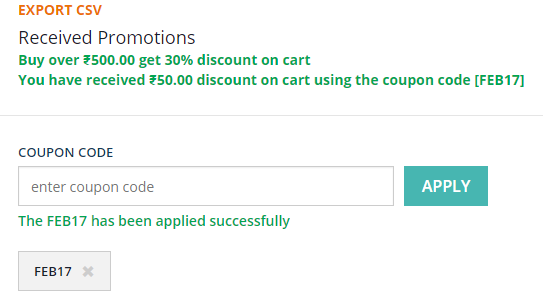 EXPORT CSV
Received Promotions
Buy over ₹500.00 get 30% discount on cart
You have received ₹50.00 discount on cart using the coupon code [FEB17]
COUPON CODE
enter coupon code
APPLY
The FEB17 has been applied successfully
FEB17 ✖